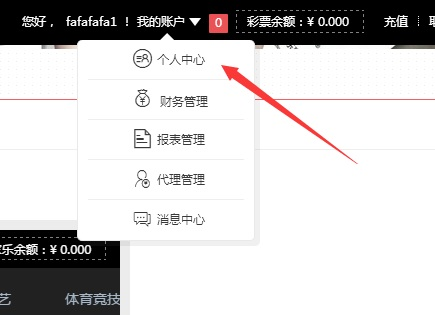 您好， fafafafa1 ！ 我的账户 0 彩票余额：¥ 0.000 充值
个人中心
财务管理
报表管理
代理管理
消息中心
乐余额：¥ 0.000
艺 体育竞技